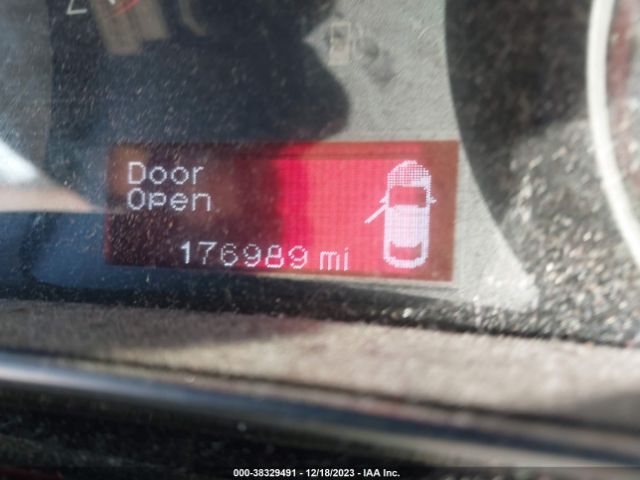 Door
Open
176989 mi
000-38329491 - 12/18/2023 - IAA Inc.